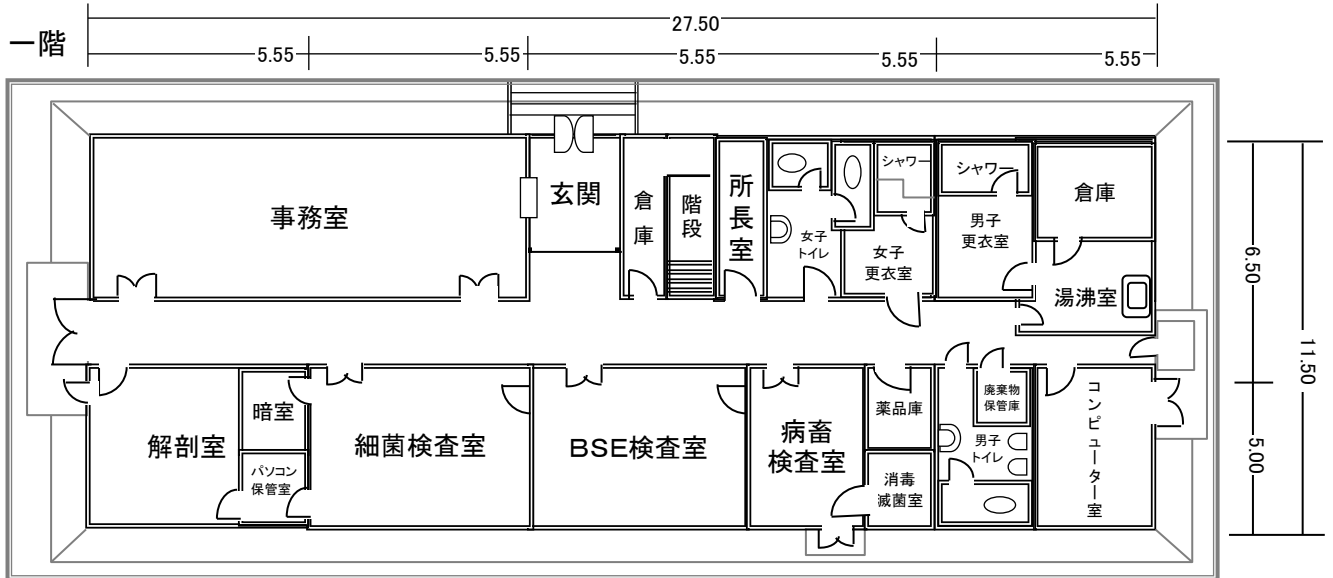 一階
27.50
5.55
5.55
5.55
5.55
5.55
事務室
玄関
倉庫
階段
所長室
女子
トイレ
シャワー
女子
更衣室
シャワー
男子
更衣室
倉庫
湯沸室
6.50
11.50
5.00
解剖室
暗室
パソコン
保管室
細菌検査室
BSE検査室
病畜
検査室
薬品庫
消毒
滅菌室
廃棄物
保管庫
男子
トイレ
コンピューター室